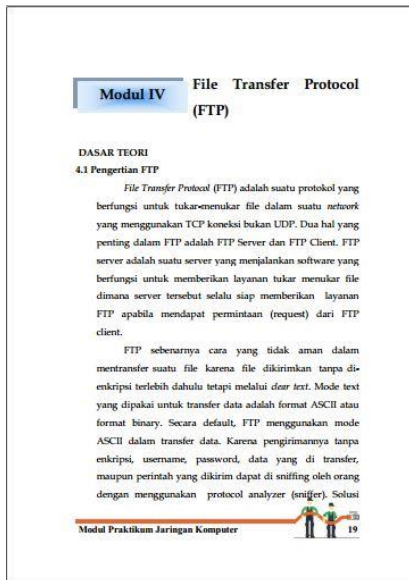 Modul IV
File Transfer Protocol
(FTP)
DASAR TEORI
4.1 Pengertian FTP
File Transfer Protocol (FTP) adalah suatu protokol yang
berfungsi untuk tukar-menukar file dalam suatu network
yang menggunakan TCP koneksi bukan UDP. Dua hal yang
penting dalam FTP adalah FTP Server dan FTP Client. FTP
server adalah suatu server yang menjalankan software yang
berfungsi untuk memberikan layanan tukar menukar file
dimana server tersebut selalu siap memberikan layanan
FTP apabila mendapat permintaan (request) dari FTP
client.
FTP sebenarnya cara yang tidak aman dalam
mentransfer suatu file karena file dikirimkan tanpa di-
enkripsi terlebih dahulu tetapi melalui clear text. Mode text
yang dipakai untuk transfer data adalah format ASCII atau
format binary. Secara default, FTP menggunakan mode
ASCII dalam transfer data. Karena pengirimannya tanpa
enkripsi, username, password, data yang di transfer,
maupun perintah yang dikirim dapat di sniffing oleh orang
dengan menggunakan protocol analyzer (sniffer). Solusi
Modul Praktikum Jaringan Komputer
19